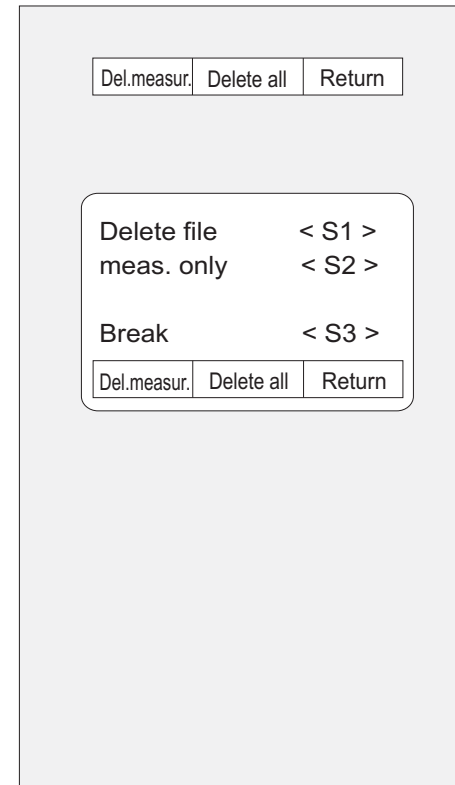 Del.measur. Delete all Return
Delete file < S1 >
meas. only < S2 >
Break < S3 >
Del.measur. Delete all Return